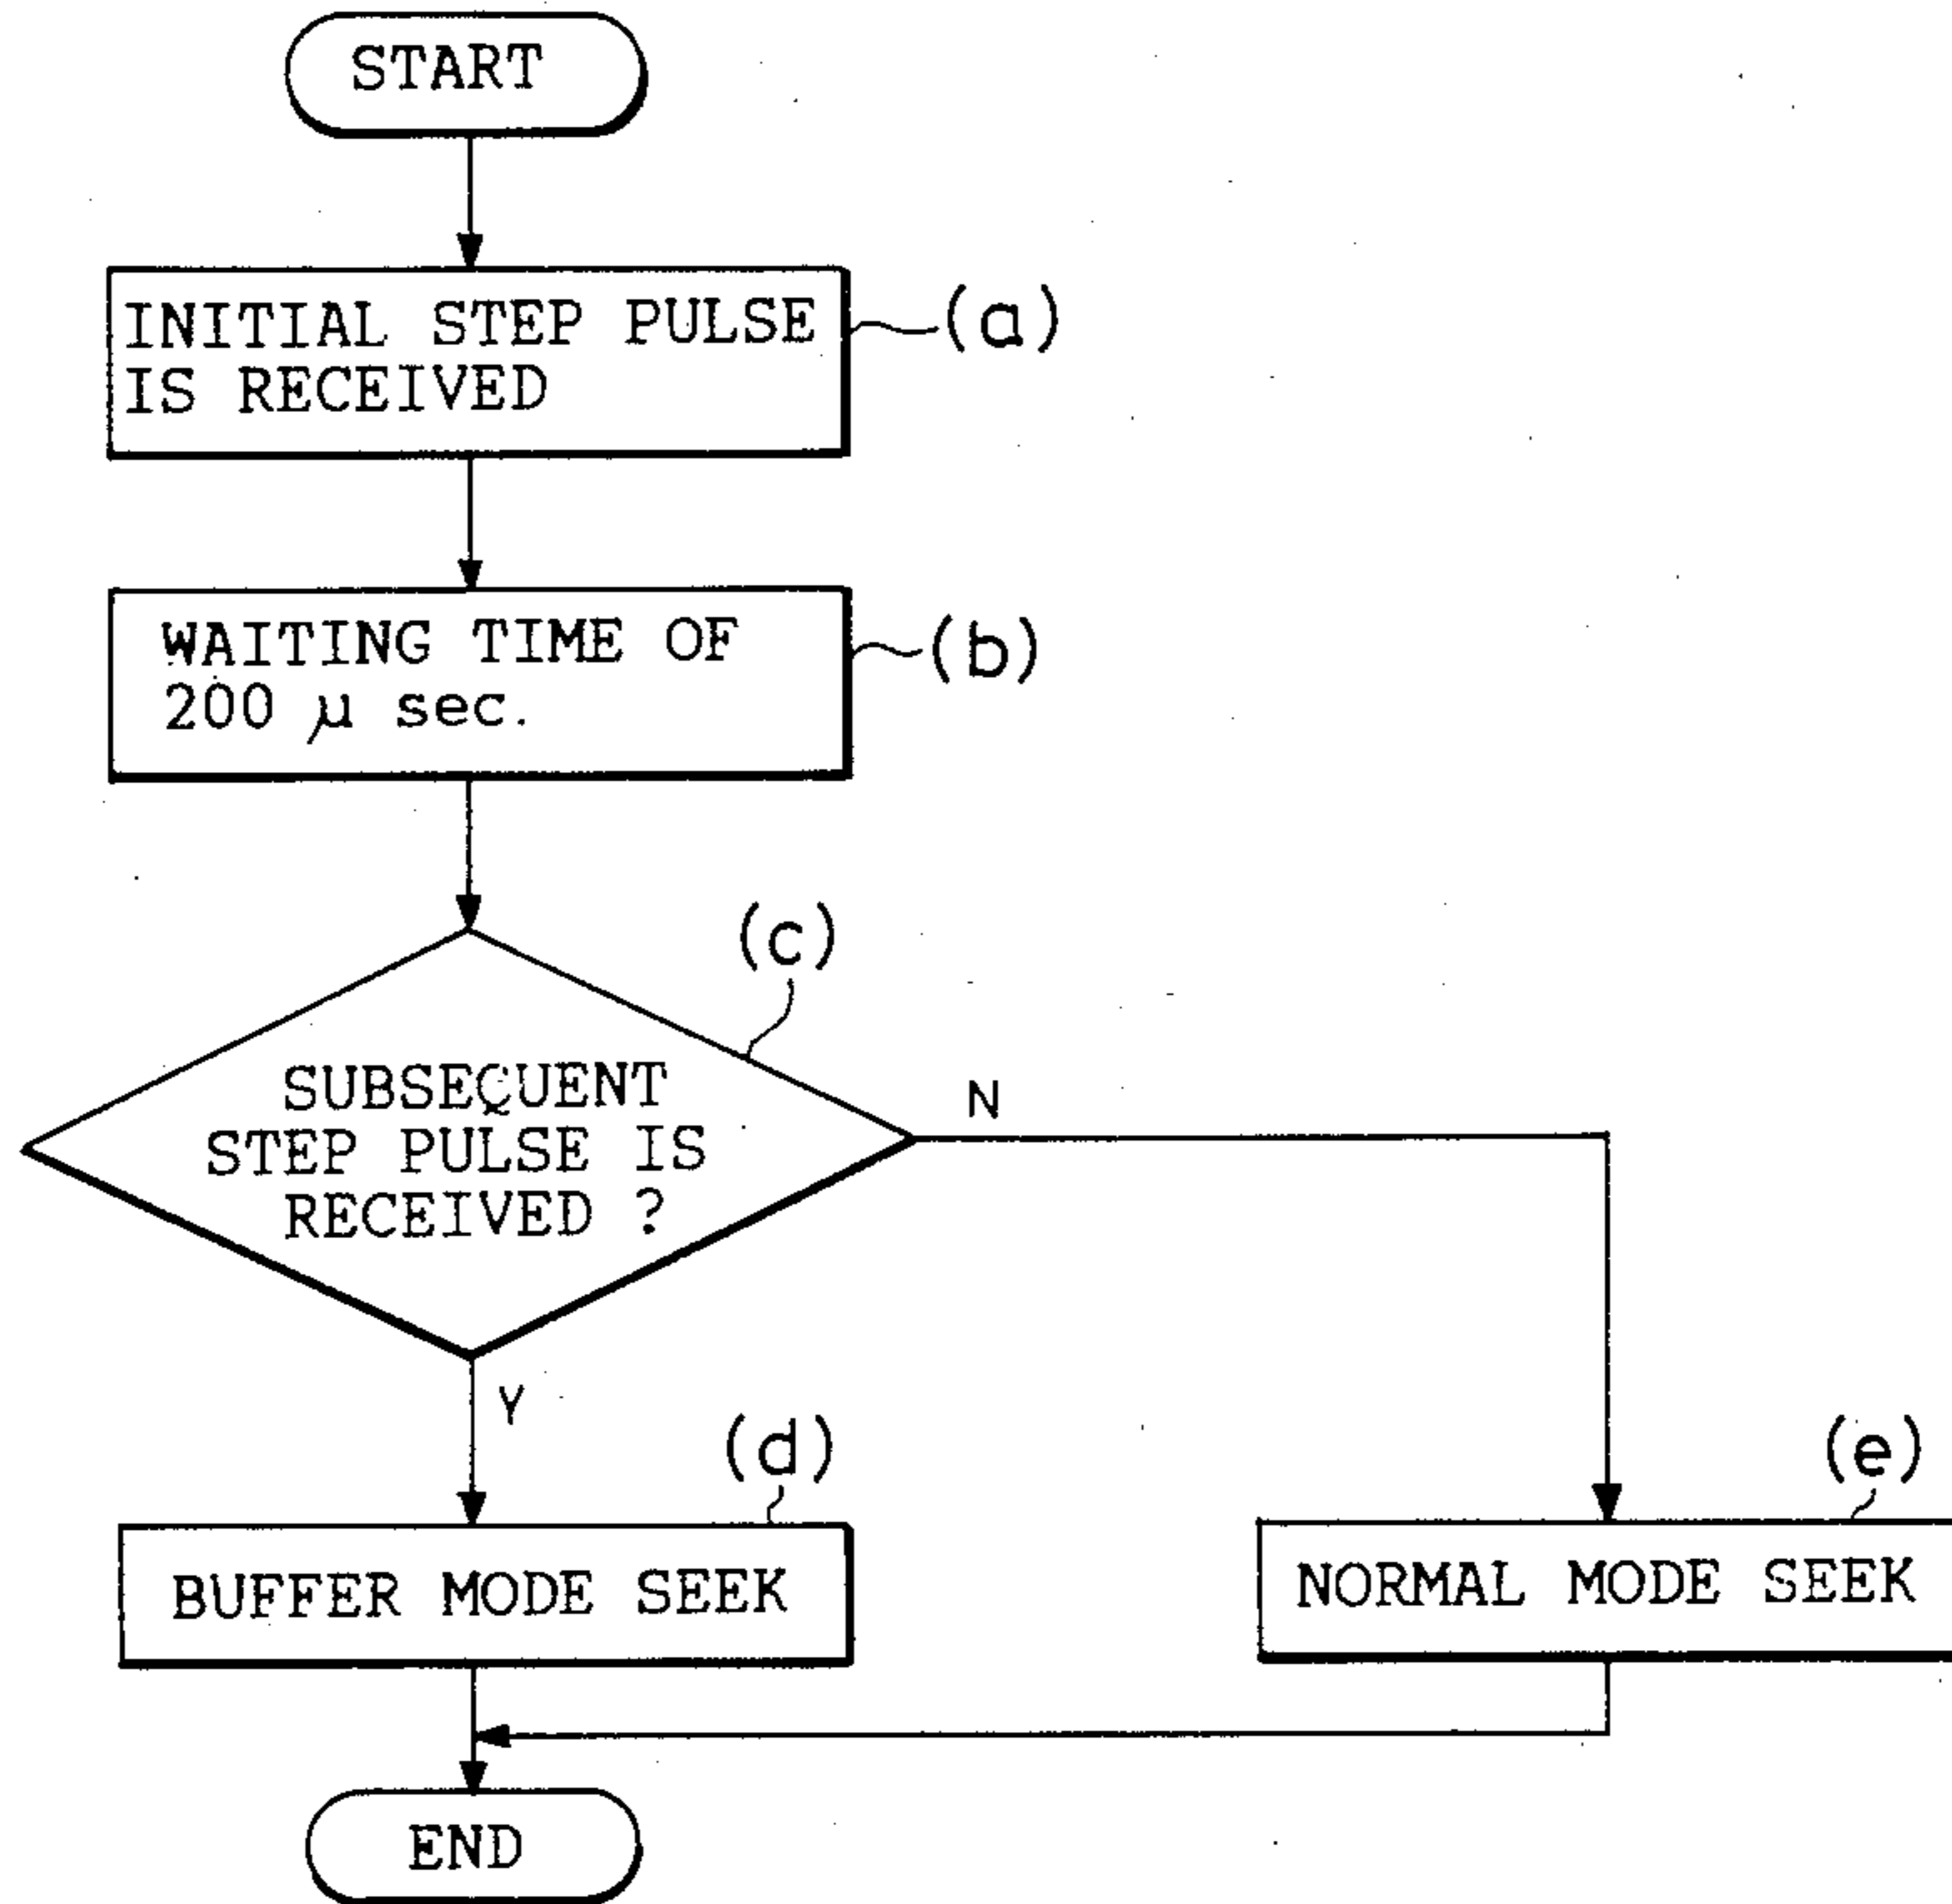 START
INITIAL STEP PULSE
IS RECEIVED
(a)
WAITING TIME OF
200 μ sec.
(b)
(c)
SUBSEQUENT
STEP PULSE IS
RECEIVED ?
N
Y
(d)
BUFFER MODE SEEK
(e)
NORMAL MODE SEEK
END